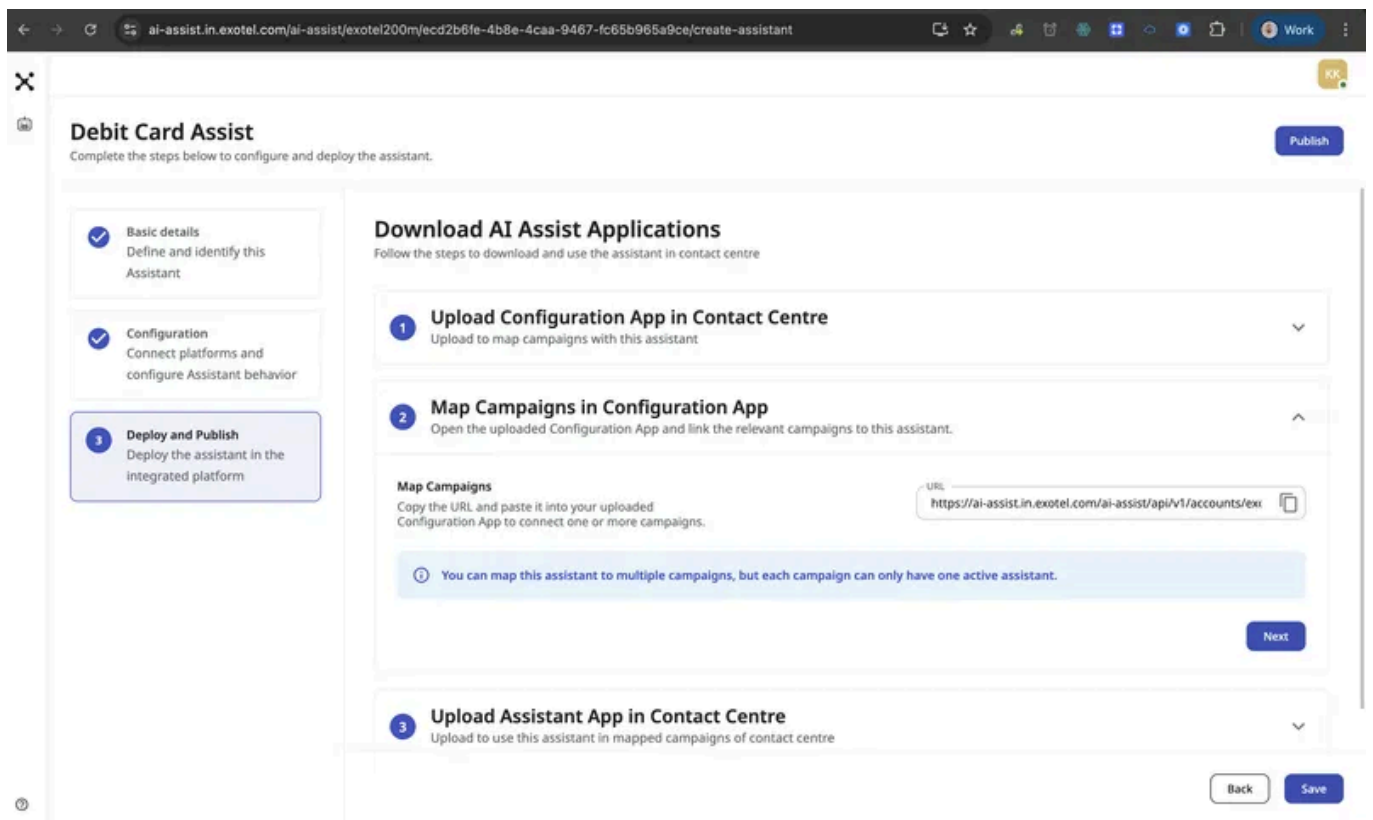 ai-assist.in.exotel.com/ai-assist/exotel200m/ecd2b6fe-4b8e-4caa-9467-fc65b965a9ce/create-assistant
Work
KK
Debit Card Assist
Complete the steps below to configure and deploy the assistant.
Publish
Basic details
Define and identify this
Assistant
Configuration
Connect platforms and
configure Assistant behavior
3
Deploy and Publish
Deploy the assistant in the
integrated platform
Download AI Assist Applications
Follow the steps to download and use the assistant in contact centre
1
Upload Configuration App in Contact Centre
Upload to map campaigns with this assistant
2
Map Campaigns in Configuration App
Open the uploaded Configuration App and link the relevant campaigns to this assistant.
Map Campaigns
Copy the URL and paste it into your uploaded
Configuration App to connect one or more campaigns.
URL
https://ai-assist.in.exotel.com/ai-assist/api/v1/accounts/exo
You can map this assistant to multiple campaigns, but each campaign can only have one active assistant.
Next
3
Upload Assistant App in Contact Centre
Upload to use this assistant in mapped campaigns of contact centre
Back
Save